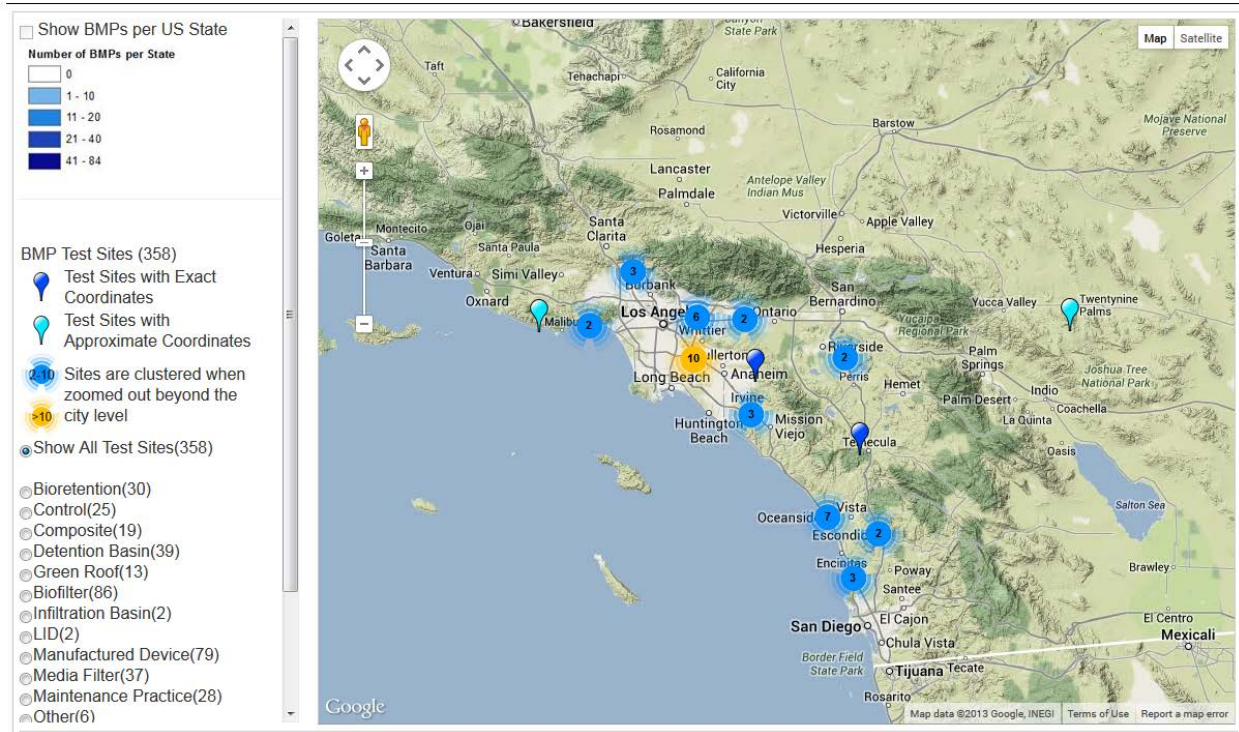 Show BMPs per US State
Number of BMPs per State
0
1 - 10
11 - 20
21 - 40
41 - 84
BMP Test Sites (358)
Test Sites with Exact
Coordinates
Test Sites with
Approximate Coordinates
2-10 Sites are clustered when
zoomed out beyond the
>10 city level
Show All Test Sites(358)
Bioretention(30)
Control(25)
Composite(19)
Detention Basin(39)
Green Roof(13)
Biofilter(86)
Infiltration Basin(2)
LID(2)
Manufactured Device(79)
Media Filter(37)
Maintenance Practice(28)
Other(6)
Bakersfield
State Park
Map Satellite
Taft
Tehachapi
California
City
Mojave National
Preserve
Barstow
Rosamond
Lancaster
Palmdale
Antelope Valley
Indian Mus
Victorville
Apple Valley
Hesperia
Goleta
Montecito
Ojai
Santa
Barbara
Santa Paula
Santa
Clarita
Ventura
Simi Valley
Oxnard
3
Burbank
San
Bernardino
Yucca Valley
Twentynine
Palms
Malibu
2
Los Angel
6
Whittier
2
Ontario
Yucaipa
Regional Park
10
ullerton
Anaheim
Long Beach
Riverside
2
Perris
Hemet
Palm
Springs
Joshua Tree
National Park
Indio
Palm Desert
Coachella
La Quinta
Irvine
3
Huntington
Beach
Mission
Viejo
Temecula
Oasis
Salton Sea
Oceansid
7
Vista
Escondid
2
Encinitas
3
Poway
Santee
Brawley
San Diego
El Cajon
El Centro
Mexicali
Chula Vista
Border Field
State Park
Tijuana
Tecate
Rosarito
Google
Map data ©2013 Google, INEGI
Terms of Use
Report a map error